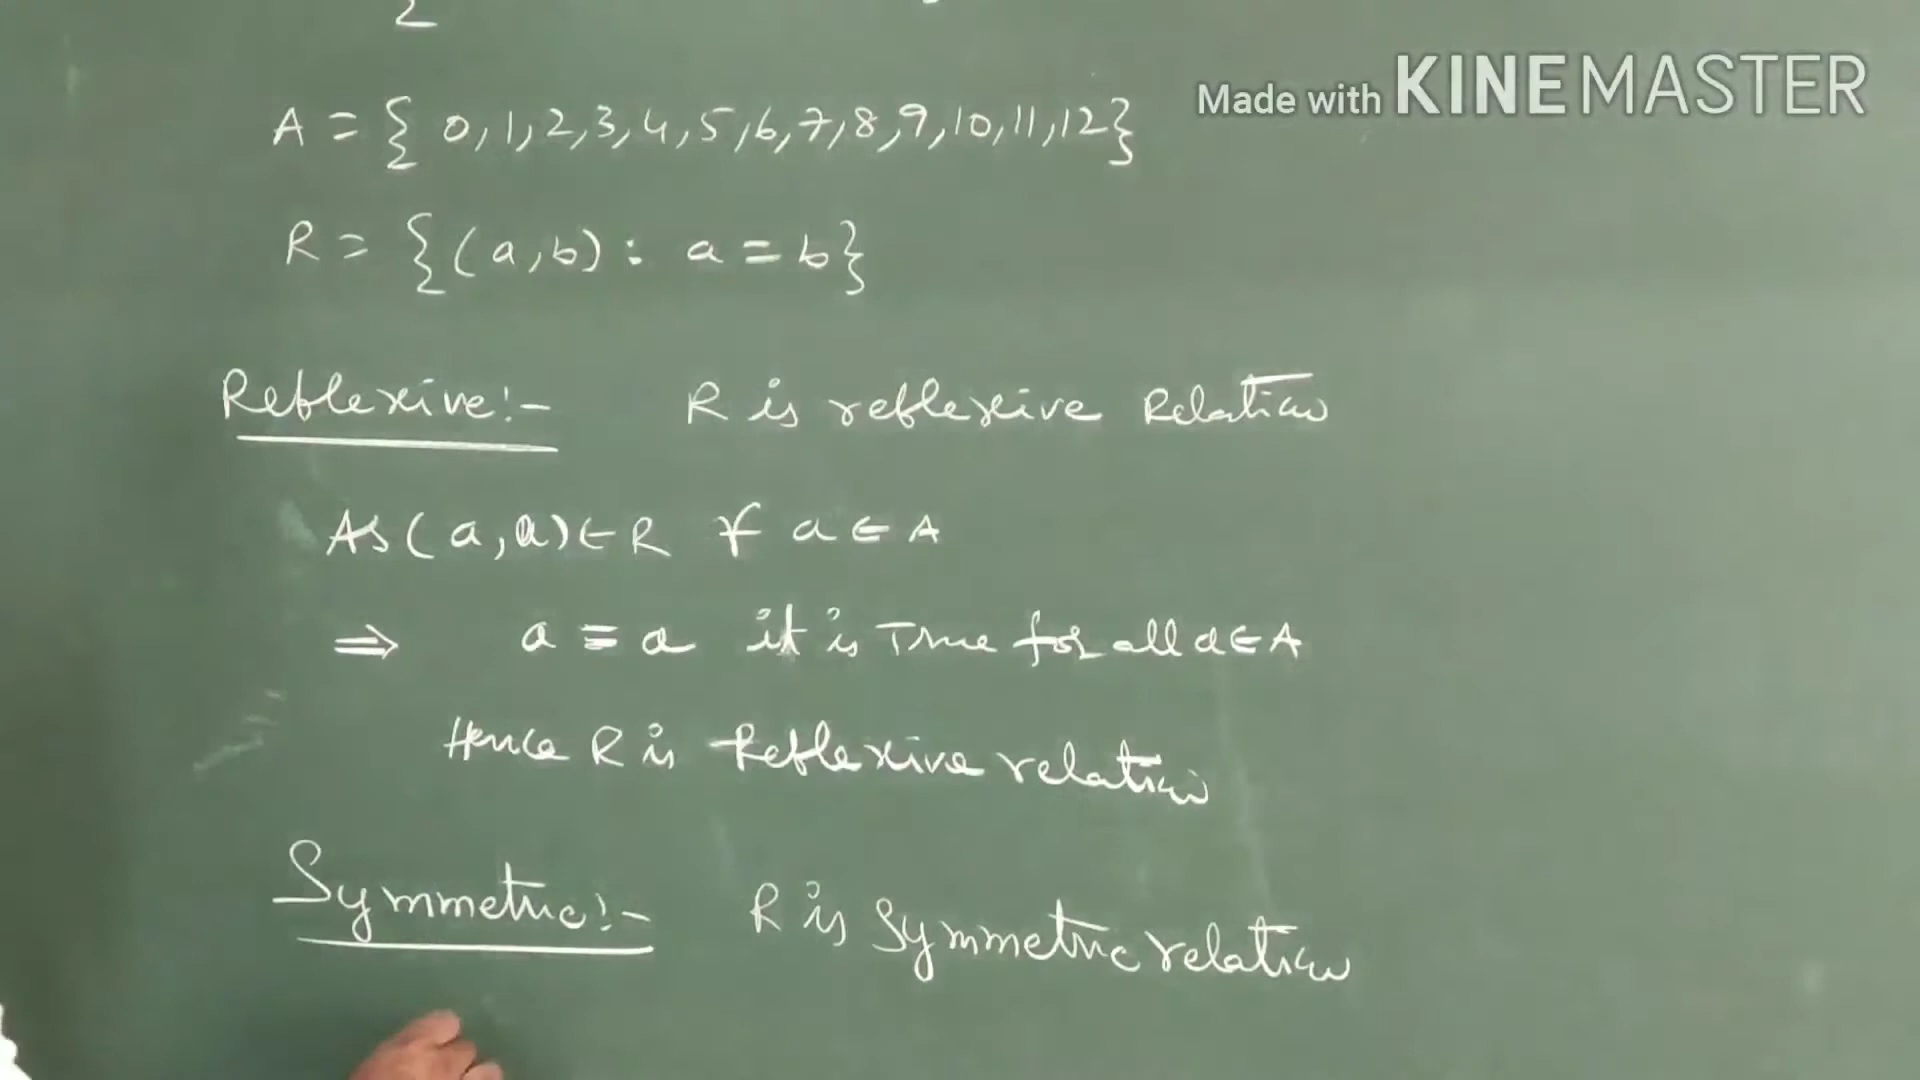 2
Made with KINEMASTER
A = { 0,1,2,3,4,5,6,7,8,9,10,11,12}
R = {(a,b): a = b}
Reflexive:- R is reflexive Relation
As (a,a) ∈ R ∀ a ∈ A
⇒ a = a it is True for all a ∈ A
Hence R is Reflexive relation
Symmetric:- R is Symmetric relation